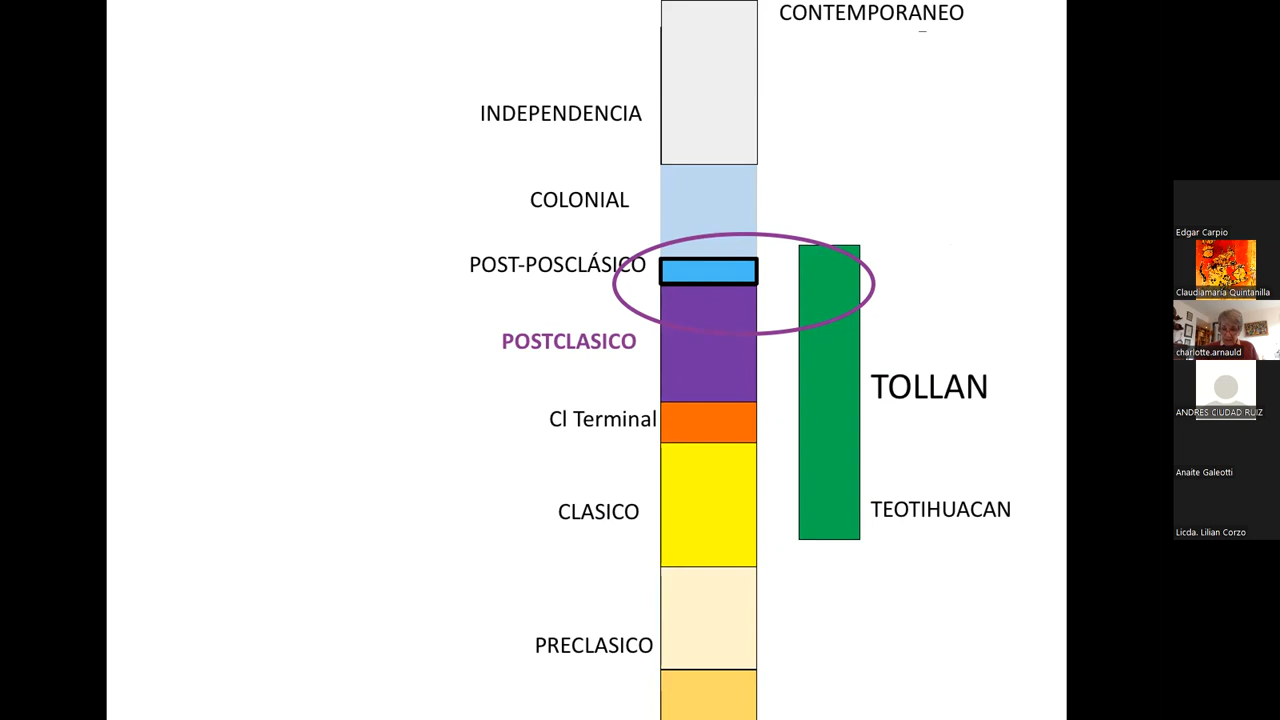 CONTEMPORANEO
INDEPENDENCIA
COLONIAL
POST-POSCLÁSICO
POSTCLASICO
TOLLAN
Cl Terminal
CLASICO
TEOTIHUACAN
PRECLASICO
Edgar Carpio
Claudiamaría Quintanilla
charlotte.arnauld
ANDRES CIUDAD RUIZ
Anaite Galeotti
Licda. Lilian Corzo